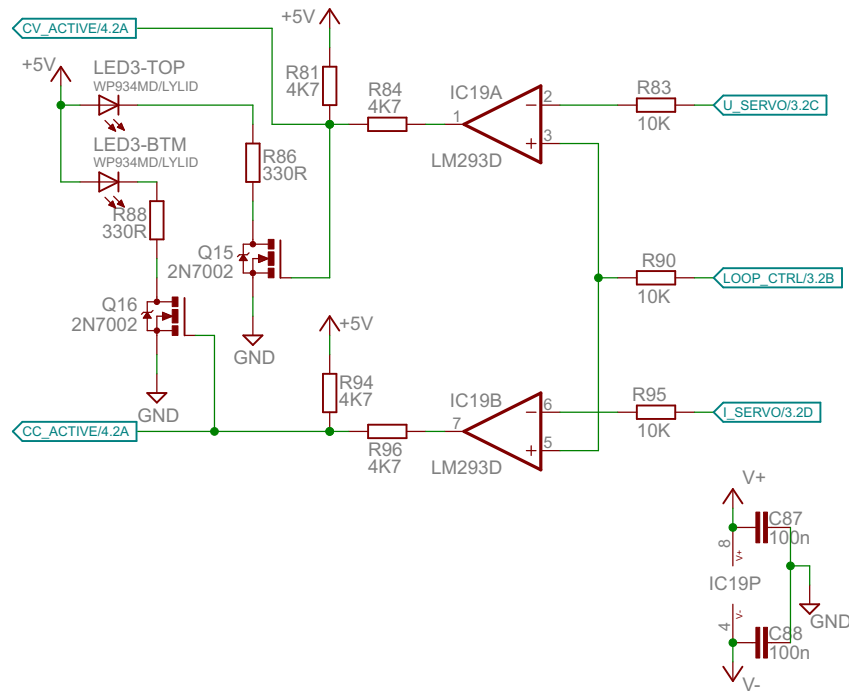 CV_ACTIVE/4.2A
+5V
+5V
LED3-TOP
WP934MD/LYLID
R81
4K7
R84
4K7
IC19A
1
2
3
LM293D
R83
10K
U_SERVO/3.2C
LED3-BTM
WP934MD/LYLID
R86
330R
R88
330R
Q15
2N7002
GND
R90
10K
LOOP_CTRL/3.2B
Q16
2N7002
GND
+5V
R94
4K7
CC_ACTIVE/4.2A
R96
4K7
IC19B
7
6
5
LM293D
R95
10K
I_SERVO/3.2D
V+
C87
100n
8
V+
IC19P
GND
4
V-
C88
100n
V-